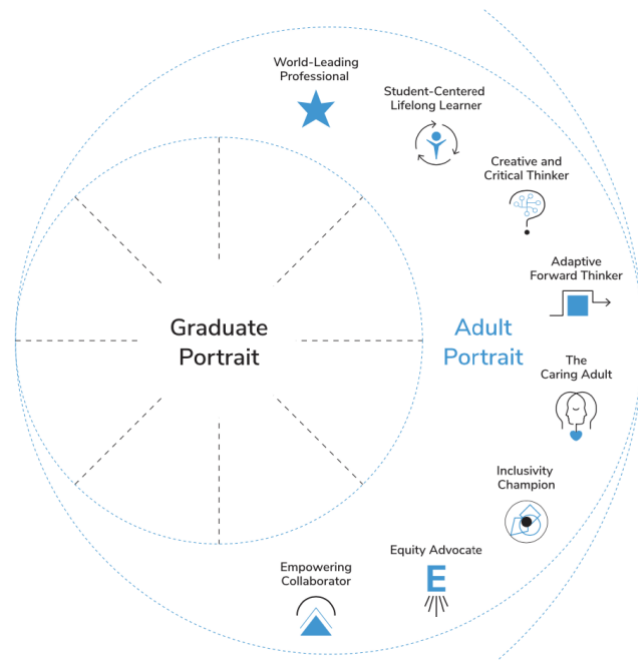 World-Leading
Professional
Student-Centered
Lifelong Learner
Creative and
Critical Thinker
Adaptive
Forward Thinker
Graduate
Portrait
Adult
Portrait
The
Caring Adult
Inclusivity
Champion
Equity Advocate
E
Empowering
Collaborator